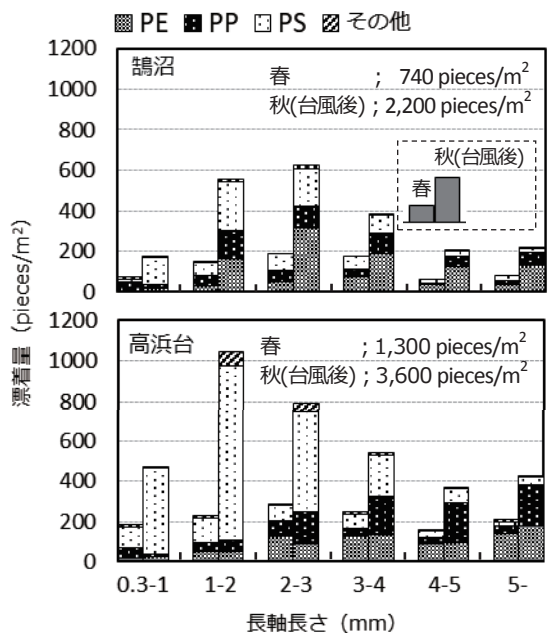 PE PP PS その他
1200
1000
800
600
400
200
0
鵠沼
春 ; 740 pieces/m²
秋(台風後) ; 2,200 pieces/m²
秋(台風後)
春
漂着量 (pieces/m²)
1200
1000
800
600
400
200
0
高浜台
春 ; 1,300 pieces/m²
秋(台風後) ; 3,600 pieces/m²
0.3-1 1-2 2-3 3-4 4-5 5-
長軸長さ (mm)